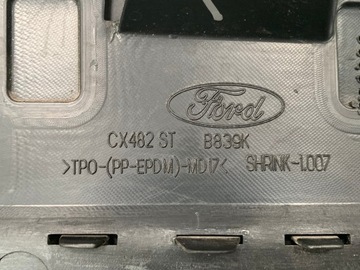 Ford
CX482 ST B839K
>TPO-(PP-EPDM)-MD17< SHRINK-1.007